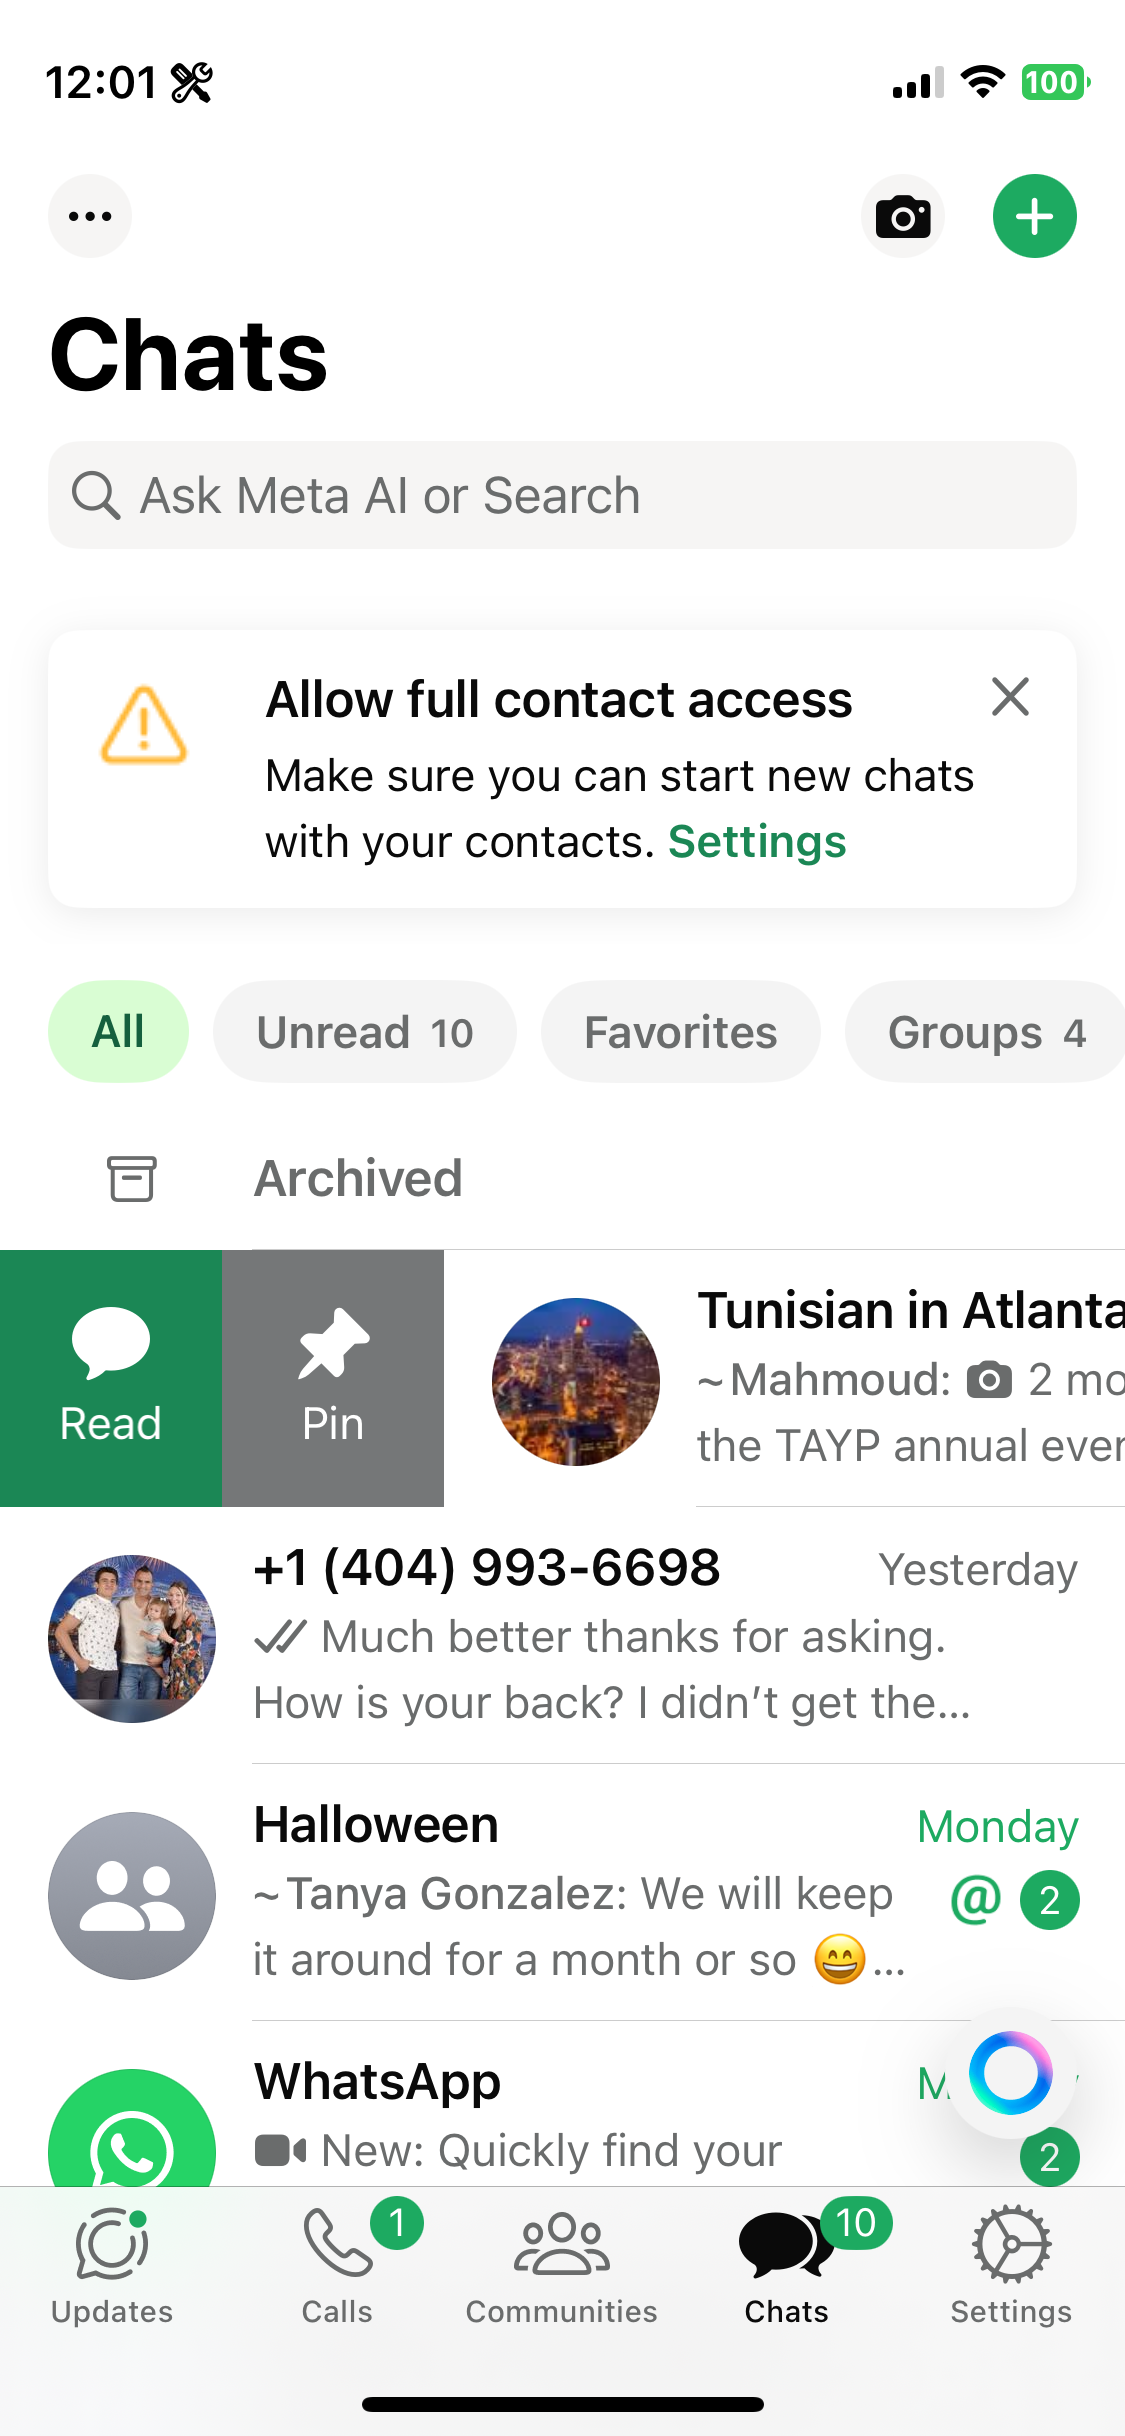 12:01
100
Chats
Ask Meta AI or Search
Allow full contact access
Make sure you can start new chats
with your contacts. Settings
All
Unread 10
Favorites
Groups 4
Archived
Read
Pin
Tunisian in Atlanta
~Mahmoud: 2 mo
the TAYP annual ever
+1 (404) 993-6698
Yesterday
Much better thanks for asking.
How is your back? I didn't get the...
Halloween
Monday
~Tanya Gonzalez: We will keep
@ 2
it around for a month or so 😄...
WhatsApp
New: Quickly find your
2
1
10
Updates
Calls
Communities
Chats
Settings